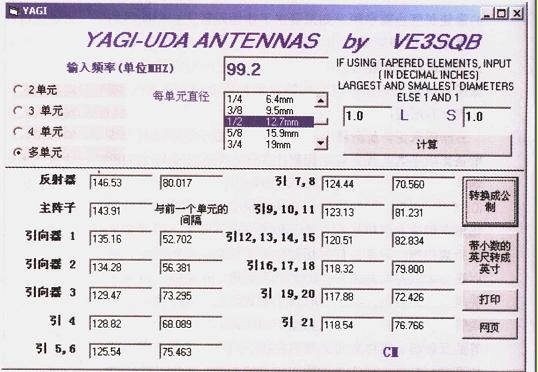 YAGI
YAGI-UDA ANTENNAS by VE3SQB
输入频率(单位MHZ)
99.2
IF USING TAPERED ELEMENTS, INPUT
(IN DECIMAL INCHES)
LARGEST AND SMALLEST DIAMETERS
ELSE 1 AND 1
2单元
3 单元
4 单元
多单元
每单元直径
1/4 6.4mm
3/8 9.5mm
1/2 12.7mm
5/8 15.9mm
3/4 19mm
1.0 L S 1.0
计算
反射器 146.53 80.017 引 7,8 124.44 70.560
主阵子 143.91 与前一个单元的间隔 引9,10,11 123.13 81.231
引向器 1 135.16 52.702 引12,13,14,15 120.51 82.834
引向器 2 134.28 56.381 引16,17,18 118.32 79.800
引向器 3 129.47 73.295 引 19,20 117.88 72.426
引 4 128.82 68.089 引 21 118.54 76.766
引 5,6 125.54 75.463 CM
转换成公制
带小数的英尺转成英寸
打印
网页